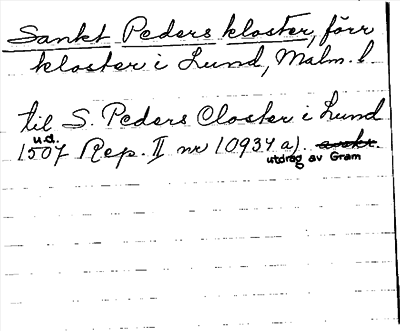 Sankt Peders kloster, förr
kloster i Lund, Malm. l.
til S. Peders Closter i Lund
u.d.
1507 Rep. II nr 10934 a). avskr.
utdrag av Gram